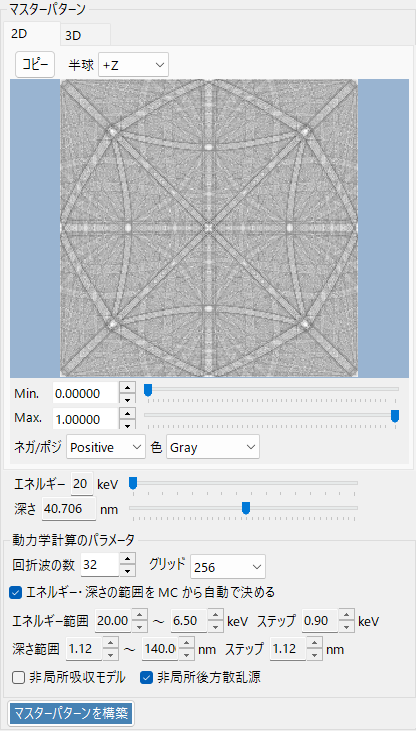 マスターパターン
2D 3D
コピー 半球 +Z
Min. 0.00000
Max. 1.00000
ネガ/ポジ Positive 色 Gray
エネルギー 20 keV
深さ 40.706 nm
動力学計算のパラメータ
回折波の数 32 グリッド 256
エネルギー・深さの範囲をMCから自動で決める
エネルギー範囲 20.00 ～ 6.50 keV ステップ 0.90 keV
深さ範囲 1.12 ～ 140.0 nm ステップ 1.12 nm
非局所吸収モデル 非局所後方散乱源
マスターパターンを構築